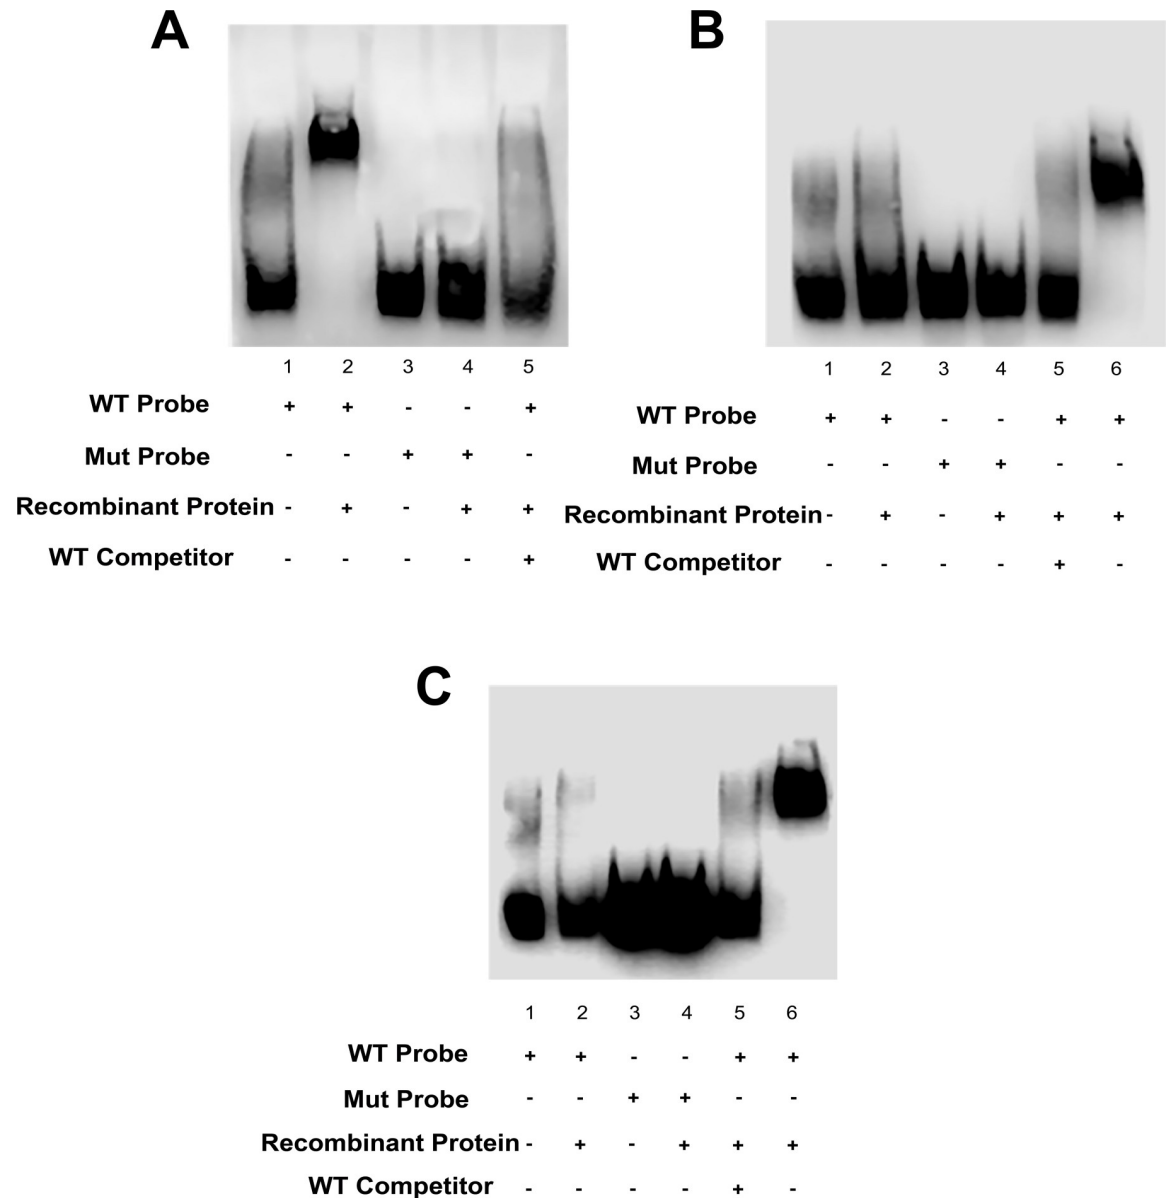 A
1 2 3 4 5
WT Probe + + - - +
Mut Probe - - + + -
Recombinant Protein - + - + +
WT Competitor - - - - +
B
1 2 3 4 5 6
WT Probe + + - - + +
Mut Probe - - + + - -
Recombinant Protein - + - + + +
WT Competitor - - - - + -
C
1 2 3 4 5 6
WT Probe + + - - + +
Mut Probe - - + + - -
Recombinant Protein - + - + + +
WT Competitor - - - - + -